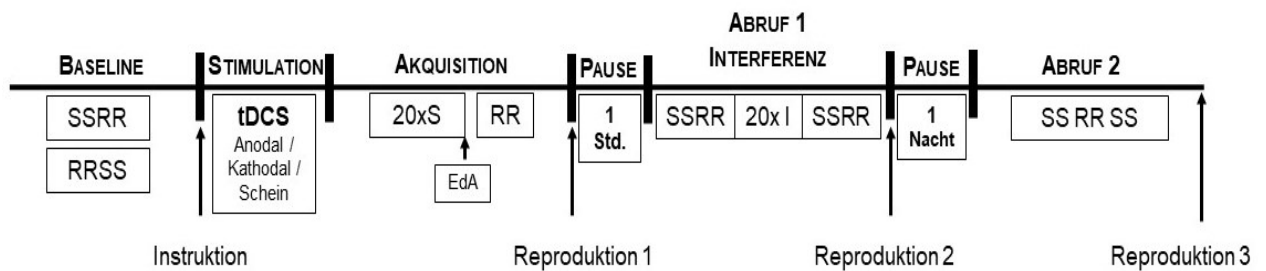 ABRUF 1
INTERFERENZ
BASELINE
STIMULATION
AKQUISITION
PAUSE
PAUSE
ABRUF 2
SSRR
RRSS
tDCS
Anodal /
Kathodal /
Schein
20xS
RR
EdA
1
Std.
SSRR
20x I
SSRR
1
Nacht
SS RR SS
Instruktion
Reproduktion 1
Reproduktion 2
Reproduktion 3